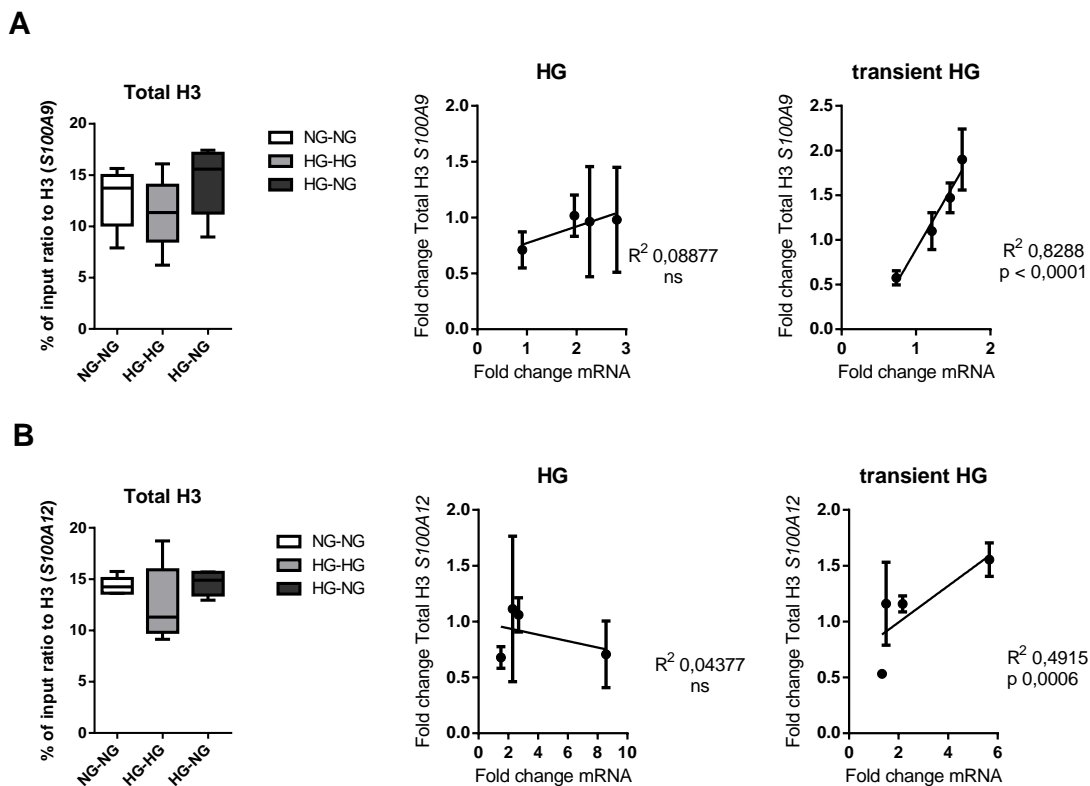 A
Total H3
% of input ratio to H3 (S100A9)
20
15
10
5
0
NG-NG
HG-HG
HG-NG
NG-NG
HG-HG
HG-NG
HG
Fold change Total H3 S100A9
2.0
1.5
1.0
0.5
0.0
0
1
2
3
Fold change mRNA
R2 0,08877
ns
transient HG
Fold change Total H3 S100A9
2.5
2.0
1.5
1.0
0.5
0.0
0
1
2
Fold change mRNA
R2 0,8288
p < 0,0001
B
Total H3
% of input ratio to H3 (S100A12)
20
15
10
5
0
NG-NG
HG-HG
HG-NG
NG-NG
HG-HG
HG-NG
HG
Fold change Total H3 S100A12
2.0
1.5
1.0
0.5
0.0
0
2
4
6
8
10
Fold change mRNA
R2 0,04377
ns
transient HG
Fold change Total H3 S100A12
2.0
1.5
1.0
0.5
0.0
0
2
4
6
Fold change mRNA
R2 0,4915
p 0,0006